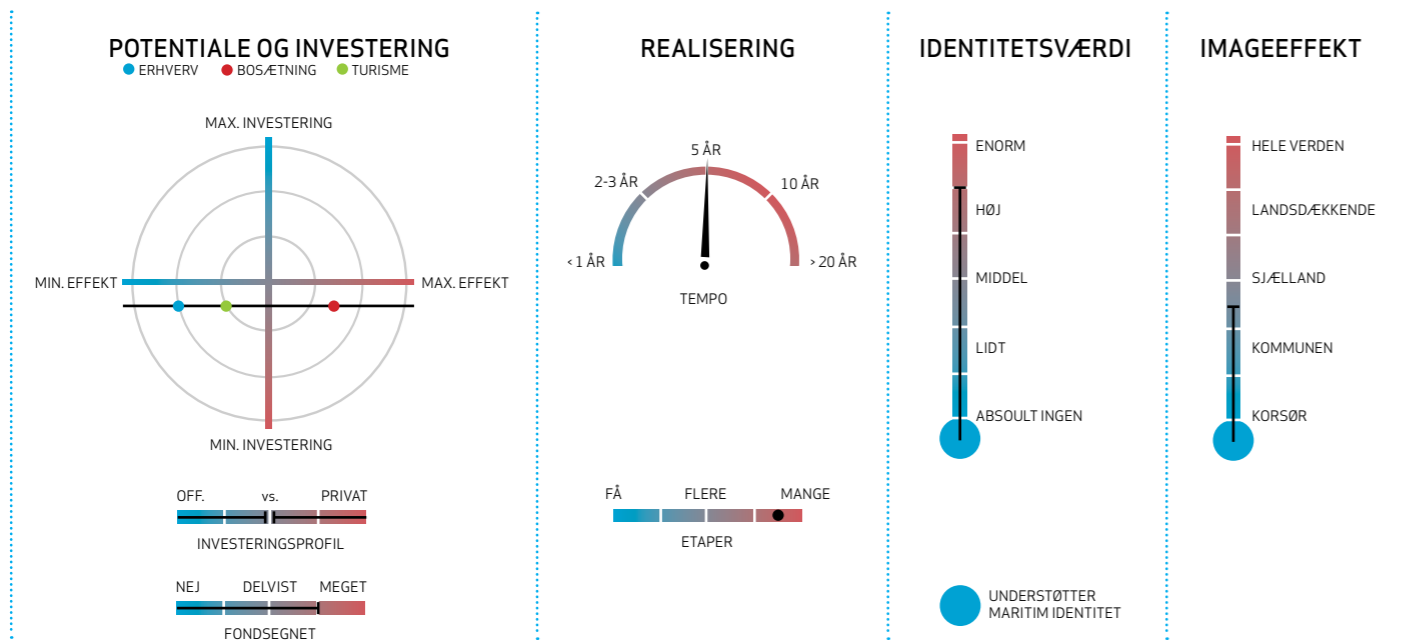 POTENTIALE OG INVESTERING
ERHVERV BOSÆTNING TURISME
MAX. INVESTERING
MIN. EFFEKT
MAX. EFFEKT
MIN. INVESTERING
OFF. vs. PRIVAT
INVESTERINGSPROFIL
NEJ DELVIST MEGET
FONDSEGNET
REALISERING
5 ÅR
2-3 ÅR
10 ÅR
<1 ÅR
>20 ÅR
TEMPO
FÅ FLERE MANGE
ETAPER
IDENTITETSVÆRDI
ENORM
HØJ
MIDDEL
LIDT
ABSOULT INGEN
UNDERSTØTTER
MARITIM IDENTITET
IMAGEEFFEKT
HELE VERDEN
LANDSDÆKKENDE
SJÆLLAND
KOMMUNEN
KORSØR